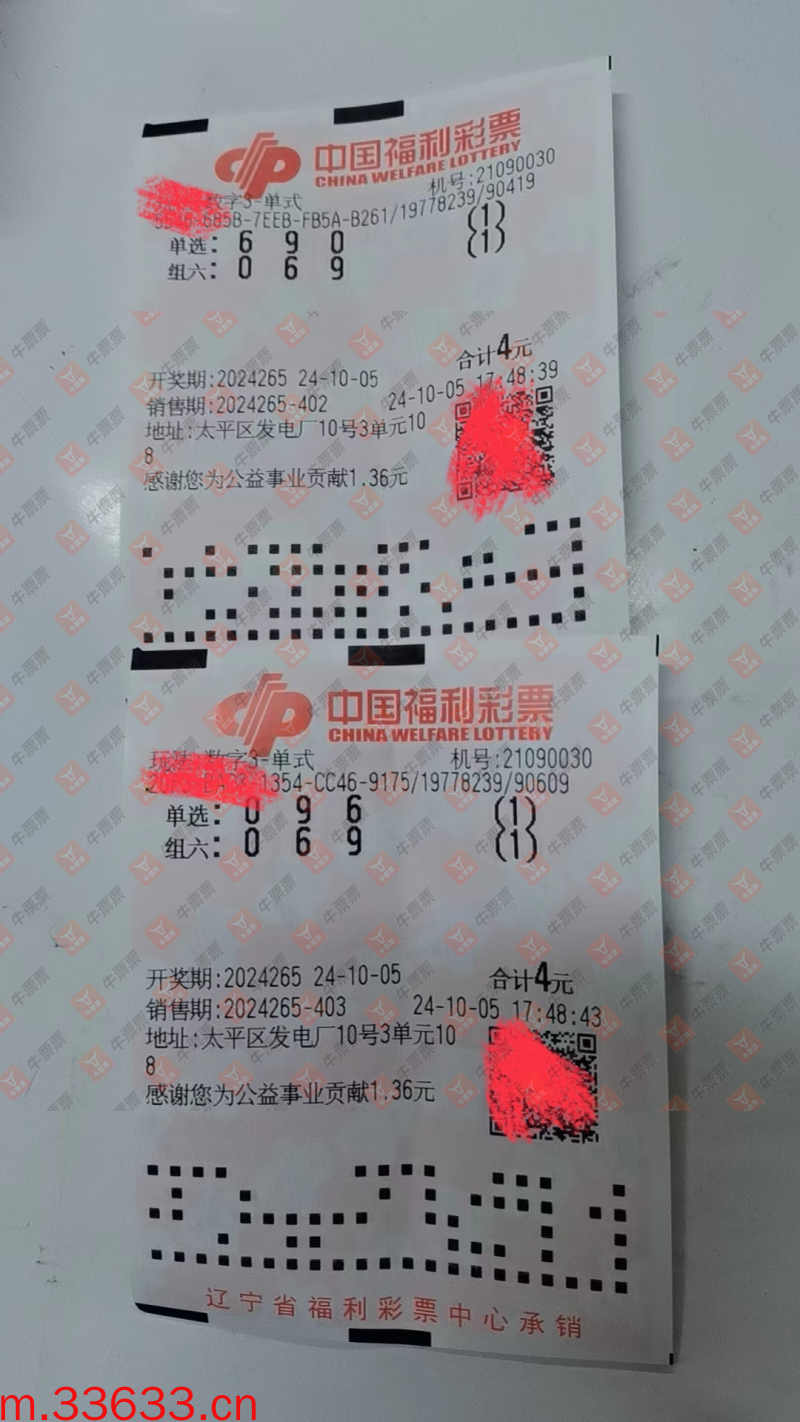 中国福利彩票
CHINA WELFARE LOTTERY
机号:21090030
数字3-单式
685B-7EEB-FB5A-B261/19778239/90419
单选: 6 9 0 (1)
组六: 0 6 9 (1)
合计4元
开奖期:2024265 24-10-05
销售期:2024265-402 24-10-05 17:48:39
地址:太平区发电厂10号3单元10
8
感谢您为公益事业贡献1.36元
中国福利彩票
CHINA WELFARE LOTTERY
数字3-单式 机号:21090030
1354-CC46-9175/19778239/90609
单选: 0 9 6 (1)
组六: 0 6 9 (1)
开奖期:2024265 24-10-05 合计4元
销售期:2024265-403 24-10-05 17:48:43
地址:太平区发电厂10号3单元10
8
感谢您为公益事业贡献1.36元
辽宁省福利彩票中心承销
牛票票
m.33633.cn